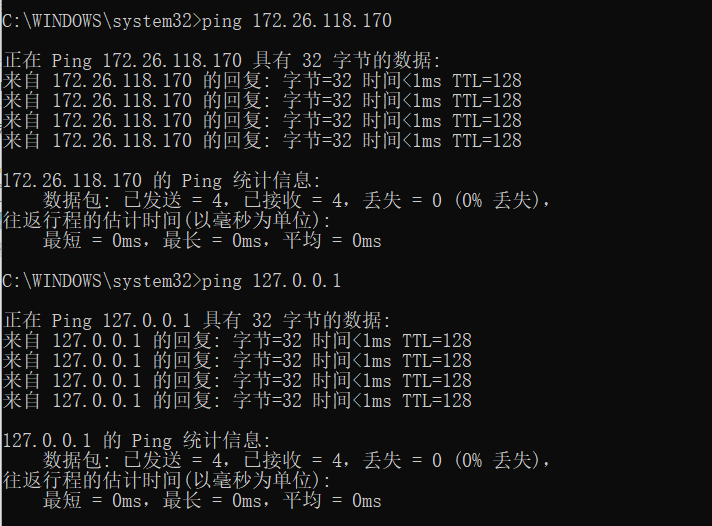 C:\WINDOWS\system32>ping 172.26.118.170
正在 Ping 172.26.118.170 具有 32 字节的数据:
来自 172.26.118.170 的回复: 字节=32 时间<1ms TTL=128
来自 172.26.118.170 的回复: 字节=32 时间<1ms TTL=128
来自 172.26.118.170 的回复: 字节=32 时间<1ms TTL=128
来自 172.26.118.170 的回复: 字节=32 时间<1ms TTL=128
172.26.118.170 的 Ping 统计信息:
    数据包: 已发送 = 4，已接收 = 4，丢失 = 0 (0% 丢失)，
往返行程的估计时间(以毫秒为单位):
    最短 = 0ms，最长 = 0ms，平均 = 0ms
C:\WINDOWS\system32>ping 127.0.0.1
正在 Ping 127.0.0.1 具有 32 字节的数据:
来自 127.0.0.1 的回复: 字节=32 时间<1ms TTL=128
来自 127.0.0.1 的回复: 字节=32 时间<1ms TTL=128
来自 127.0.0.1 的回复: 字节=32 时间<1ms TTL=128
来自 127.0.0.1 的回复: 字节=32 时间<1ms TTL=128
127.0.0.1 的 Ping 统计信息:
    数据包: 已发送 = 4，已接收 = 4，丢失 = 0 (0% 丢失)，
往返行程的估计时间(以毫秒为单位):
    最短 = 0ms，最长 = 0ms，平均 = 0ms